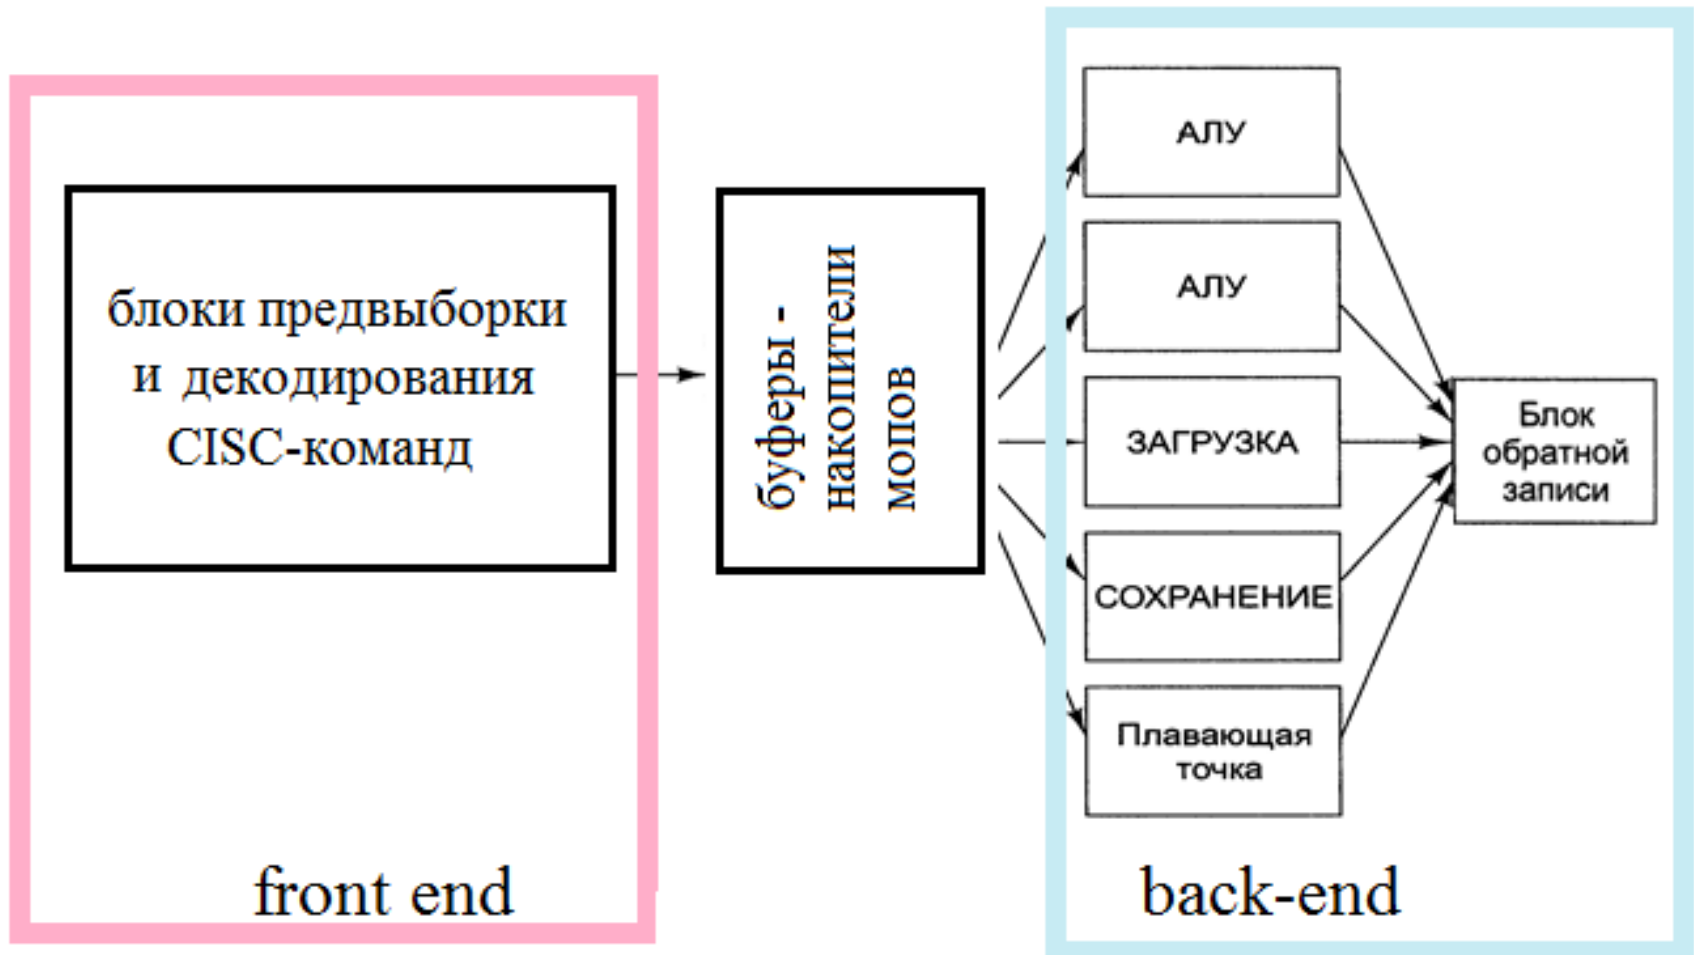 блоки предвыборки
и декодирования
CISC-команд
front end
буферы -
накопители
мопов
АЛУ
АЛУ
ЗАГРУЗКА
СОХРАНЕНИЕ
Плавающая
точка
Блок
обратной
записи
back-end